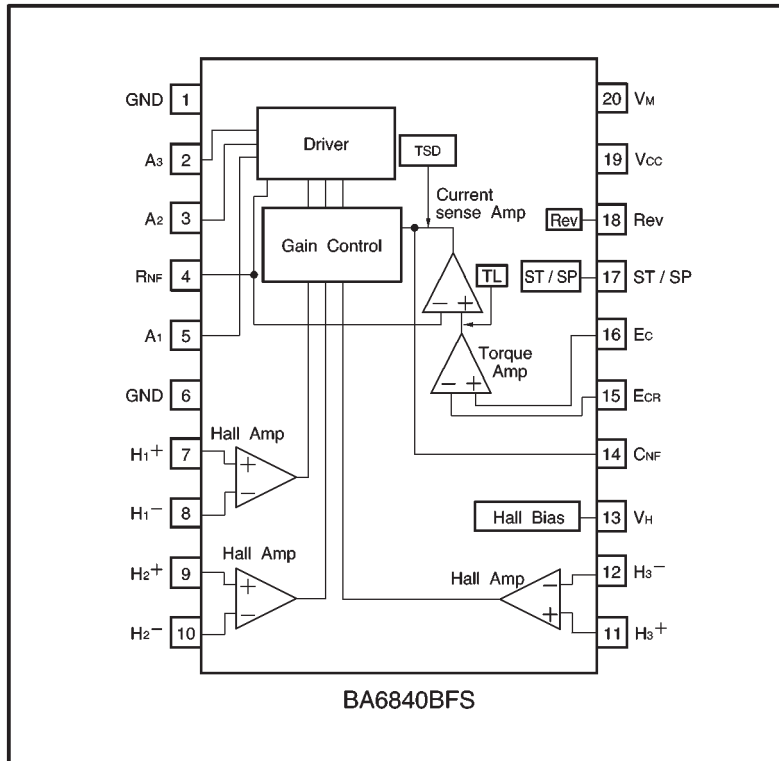 GND 1
A3 2
A2 3
RNF 4
A1 5
GND 6
H1+ 7
H1− 8
H2+ 9
H2− 10
20 VM
19 VCC
18 Rev
17 ST / SP
16 EC
15 ECR
14 CNF
13 VH
12 H3−
11 H3+
Driver
TSD
Current
sense Amp
Gain Control
Rev
TL
ST / SP
− +
Torque
Amp
− +
Hall Amp
+
−
Hall Bias
Hall Amp
+
−
Hall Amp
−
+
BA6840BFS